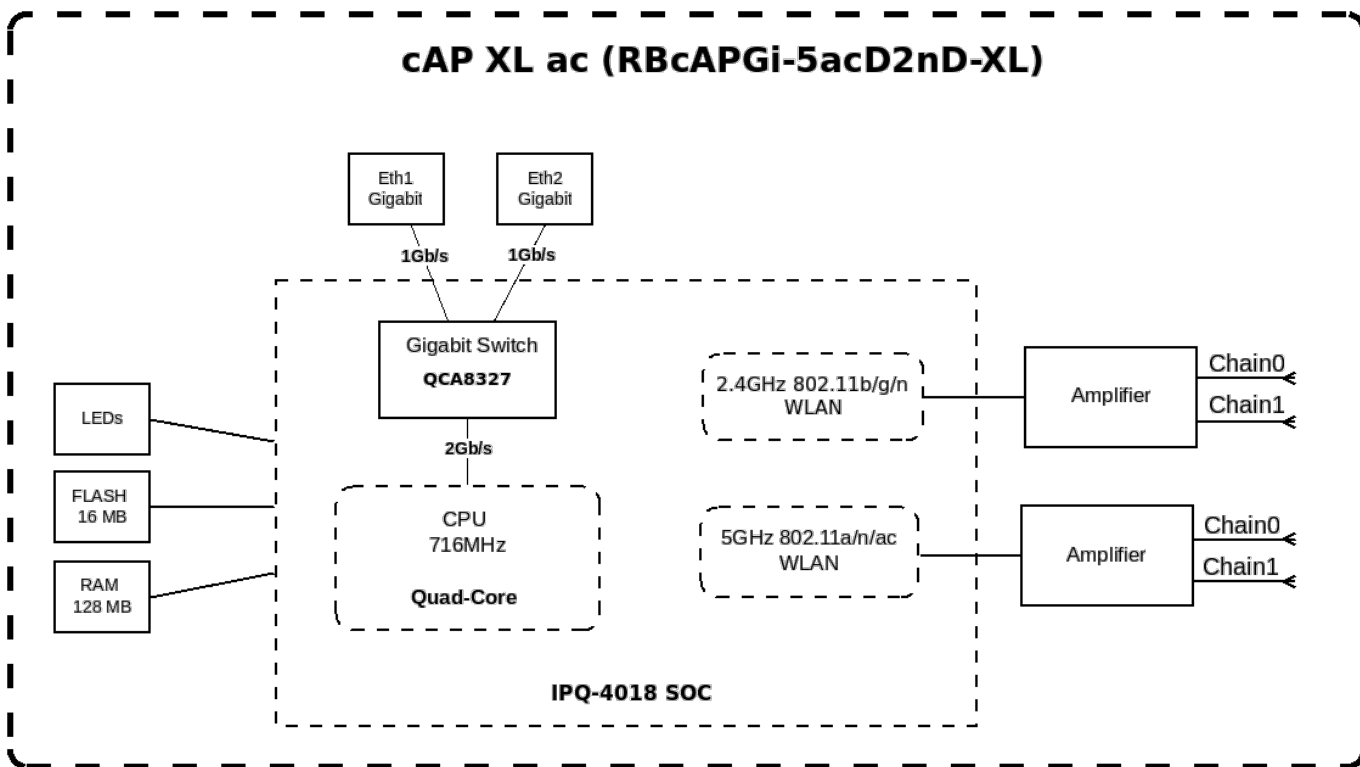 cAP XL ac (RBcAPGi-5acD2nD-XL)
Eth1
Gigabit
Eth2
Gigabit
1Gb/s
1Gb/s
Gigabit Switch
QCA8327
2Gb/s
CPU
716MHz
Quad-Core
LEDs
FLASH
16 MB
RAM
128 MB
2.4GHz 802.11b/g/n
WLAN
Amplifier
Chain0
Chain1
5GHz 802.11a/n/ac
WLAN
Amplifier
Chain0
Chain1
IPQ-4018 SOC